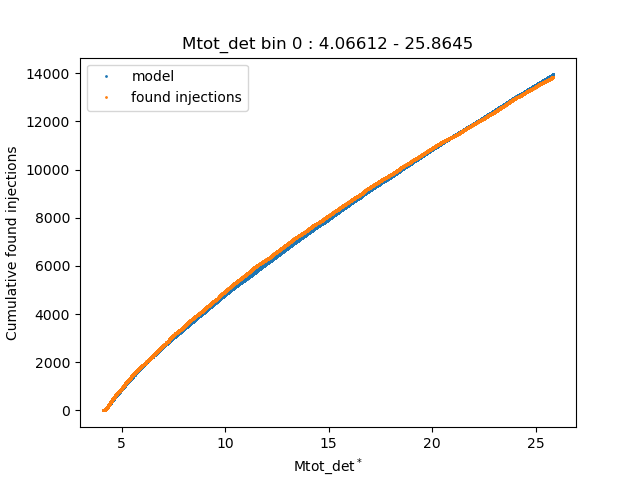 Mtot_det bin 0 : 4.06612 - 25.8645
model
found injections
Cumulative found injections
14000
12000
10000
8000
6000
4000
2000
0
5
10
15
20
25
Mtot_det*